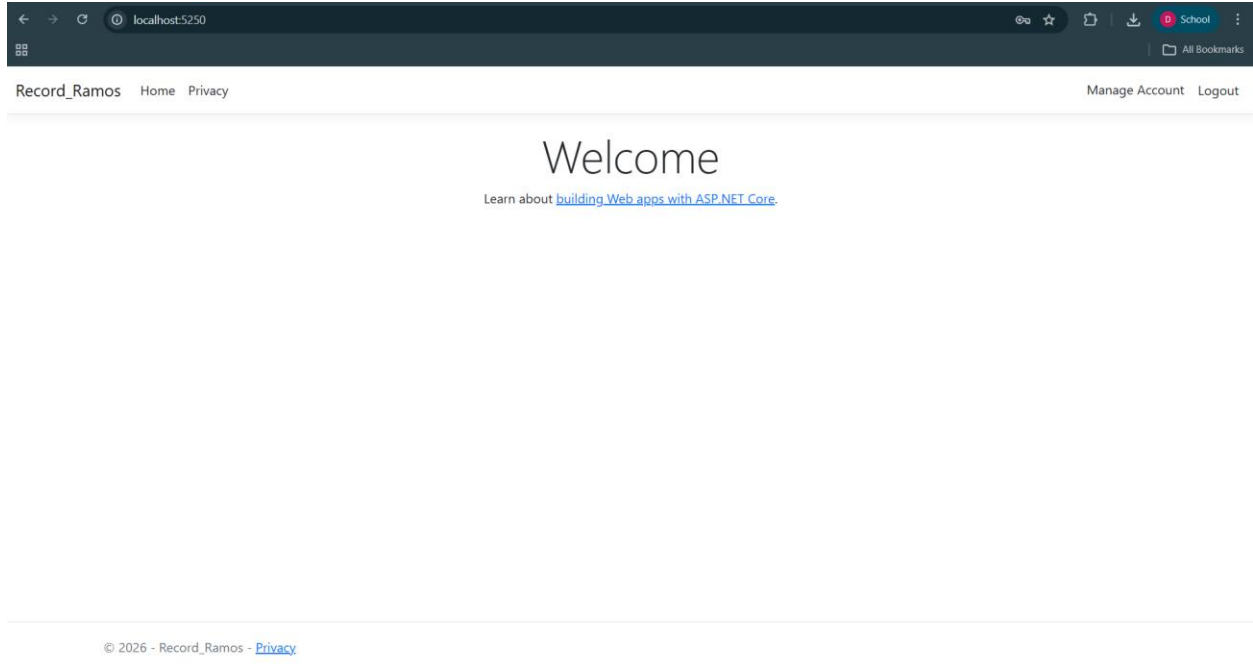 localhost:5250
D School
All Bookmarks
Record_Ramos Home Privacy Manage Account Logout
Welcome
Learn about building Web apps with ASP.NET Core.
© 2026 - Record_Ramos - Privacy